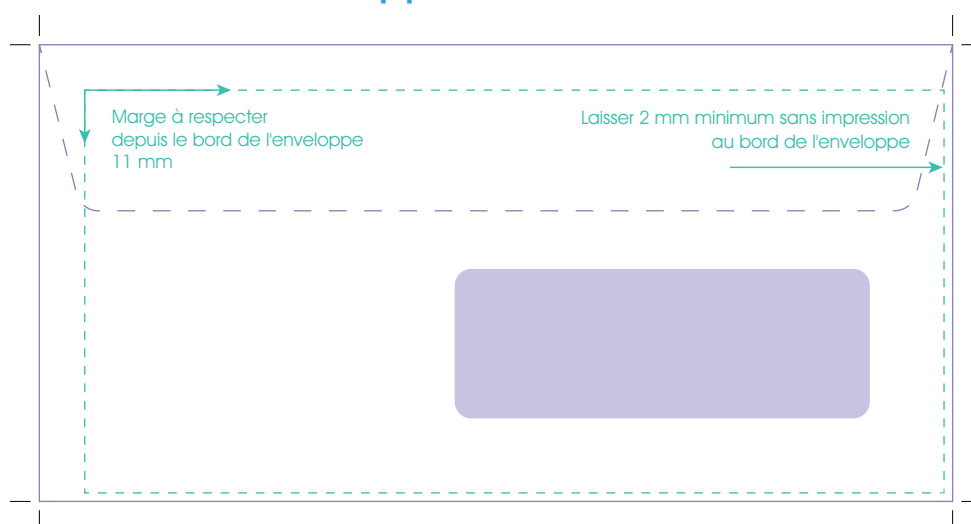 Marge à respecter
depuis le bord de l'enveloppe
11 mm
Laisser 2 mm minimum sans impression
au bord de l'enveloppe